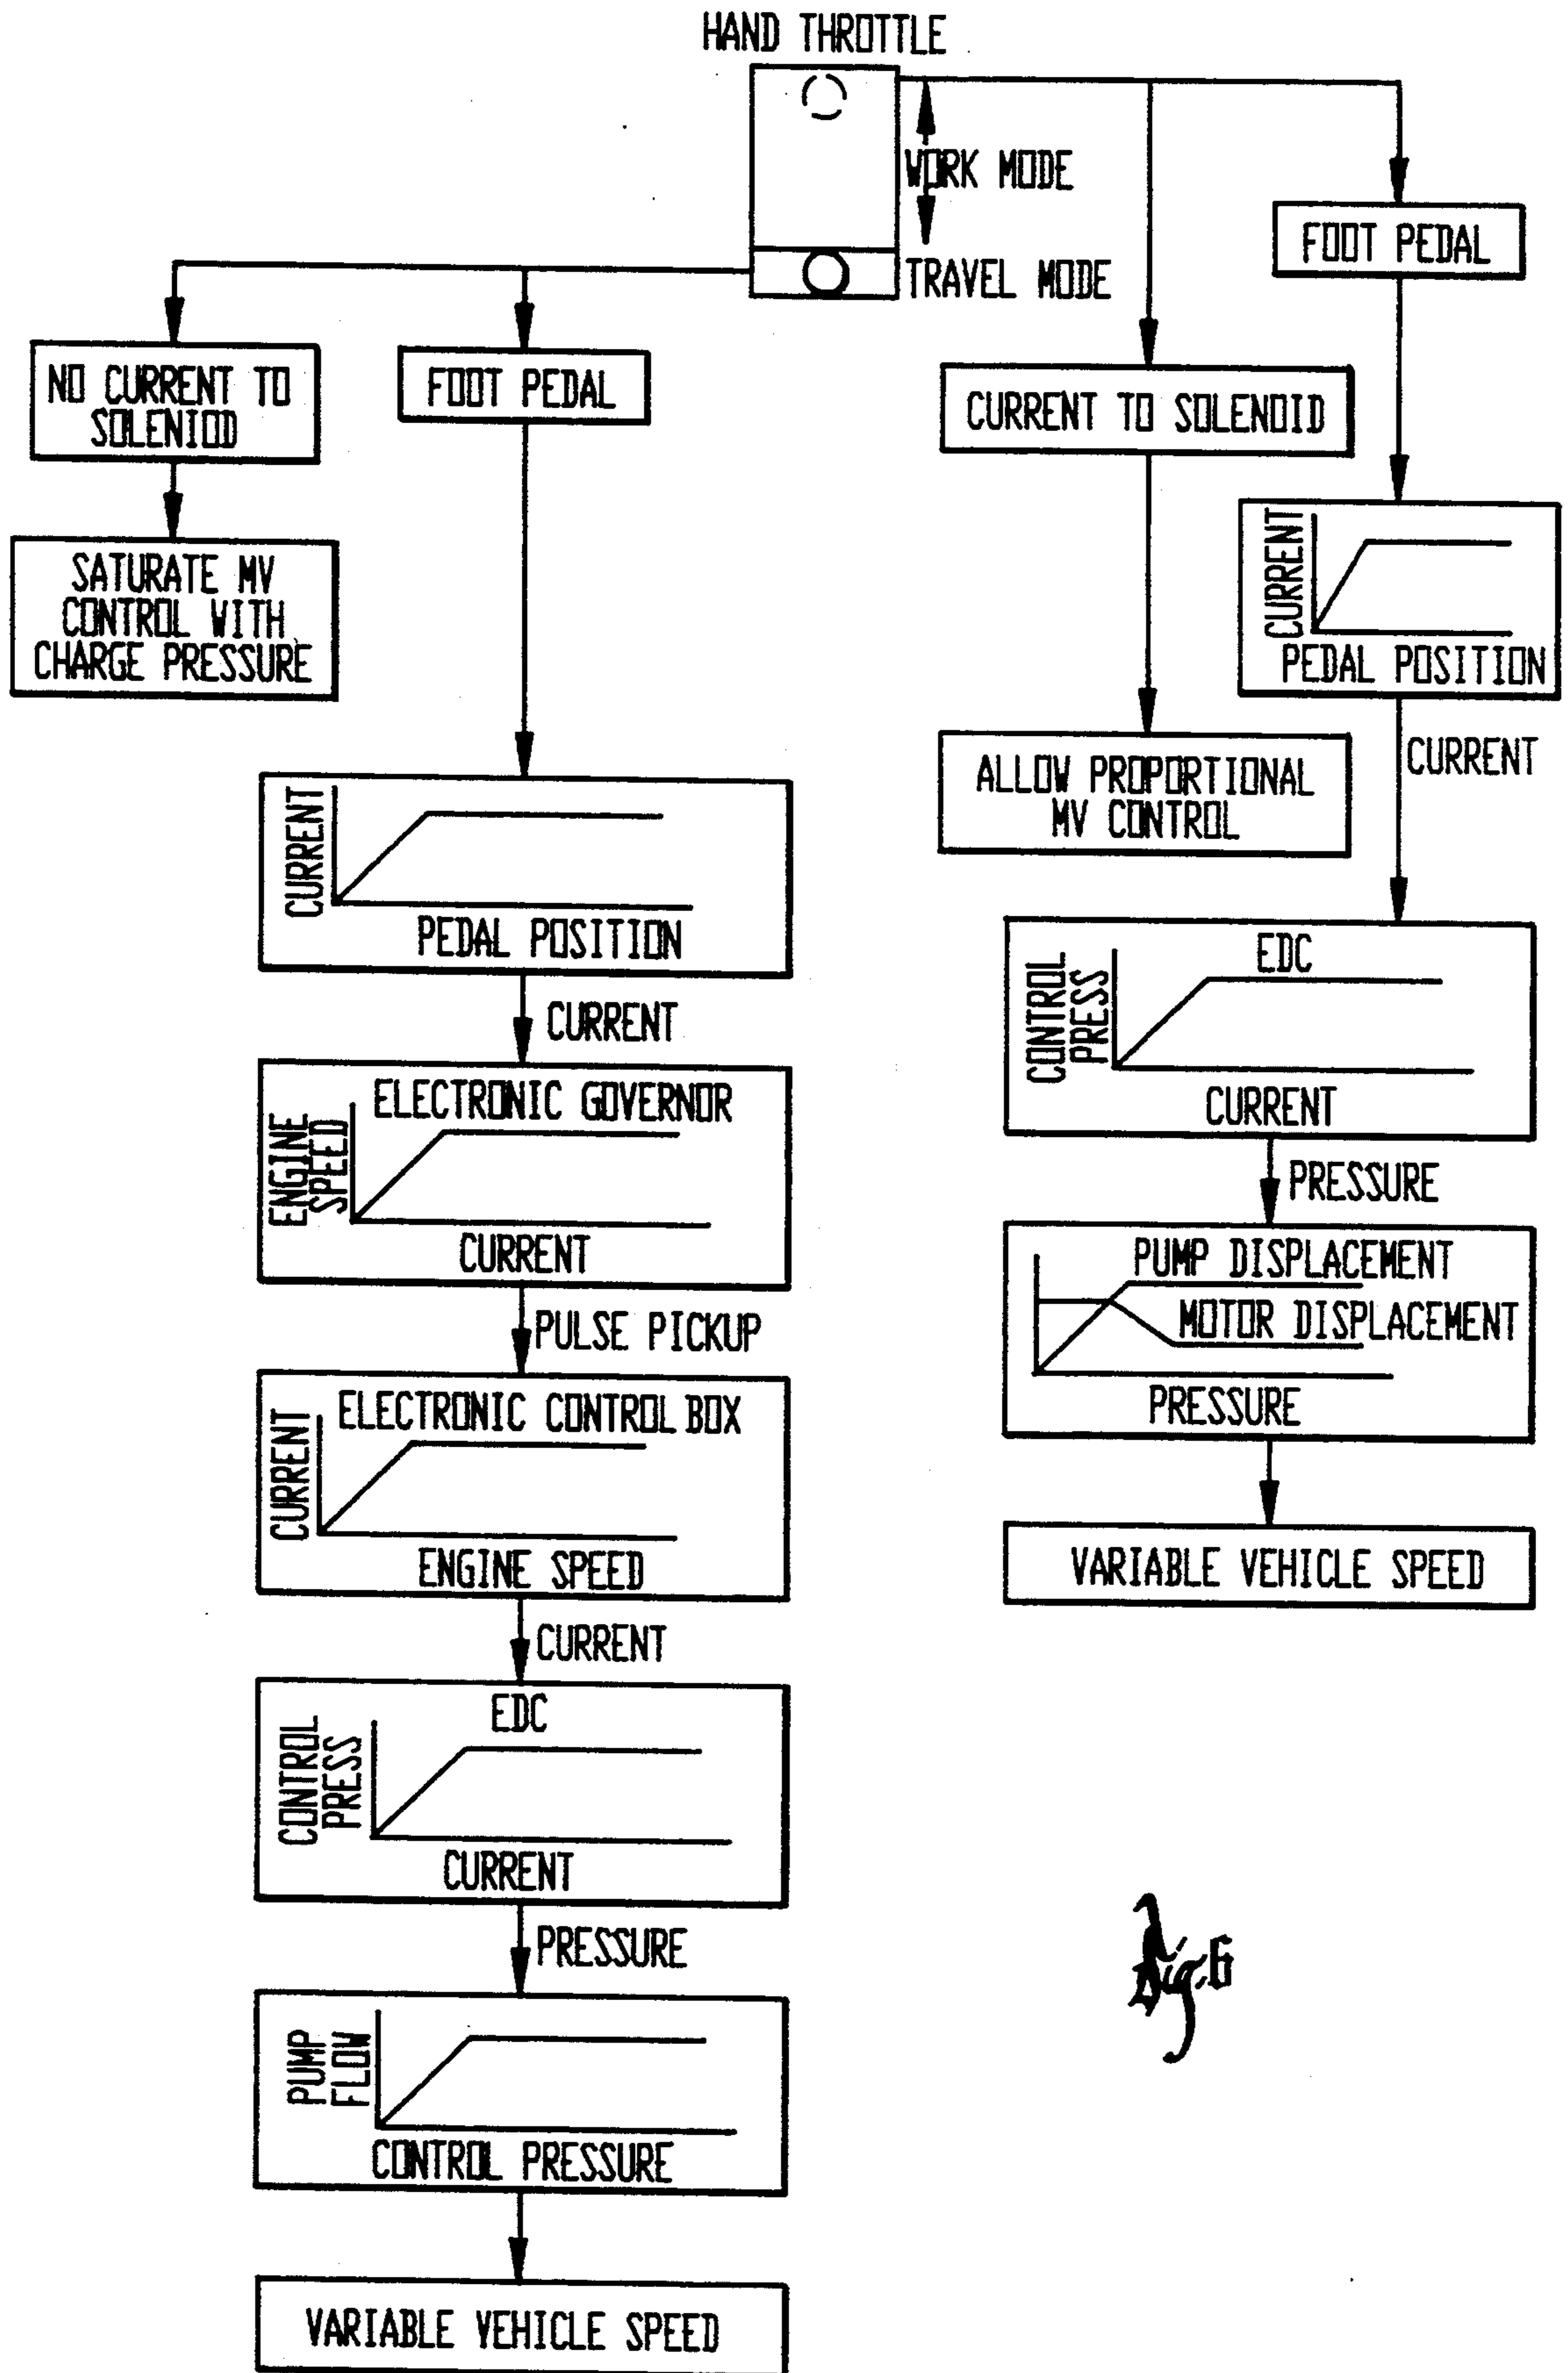 HAND THROTTLE
WORK MODE
TRAVEL MODE
NO CURRENT TO
SOLENIOD
SATURATE MV
CONTROL WITH
CHARGE PRESSURE
FOOT PEDAL
CURRENT
PEDAL POSITION
CURRENT
ELECTRONIC GOVERNOR
ENGINE
SPEED
CURRENT
PULSE PICKUP
ELECTRONIC CONTROL BOX
CURRENT
ENGINE SPEED
CURRENT
EDC
CONTROL
PRESS
CURRENT
PRESSURE
PUMP
FLOW
CONTROL PRESSURE
VARIABLE VEHICLE SPEED
CURRENT TO SOLENOID
ALLOW PROPORTIONAL
MV CONTROL
FOOT PEDAL
CURRENT
PEDAL POSITION
CURRENT
EDC
CONTROL
PRESS
CURRENT
PRESSURE
PUMP DISPLACEMENT
MOTOR DISPLACEMENT
PRESSURE
VARIABLE VEHICLE SPEED
Fig.6